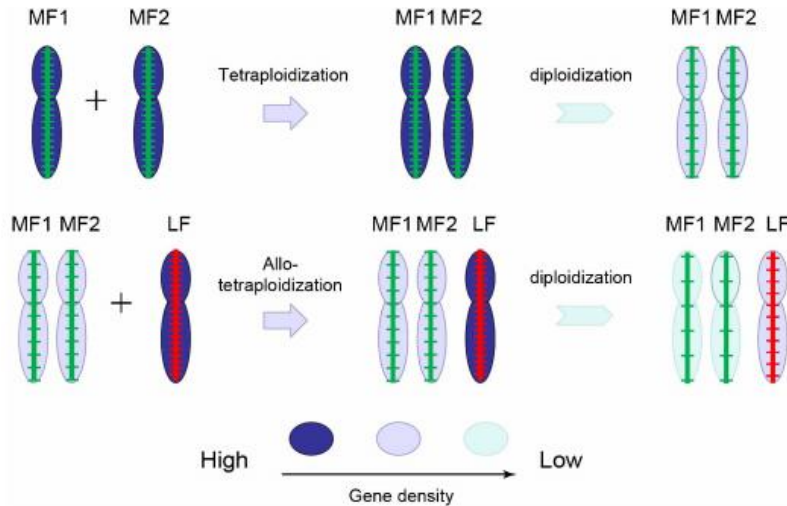 MF1 MF2 MF1 MF2 MF1 MF2
Tetraploidization diploidization
+
MF1 MF2 LF MF1 MF2 LF MF1 MF2 LF
Allo-
tetraploidization
diploidization
+
High Low
Gene density